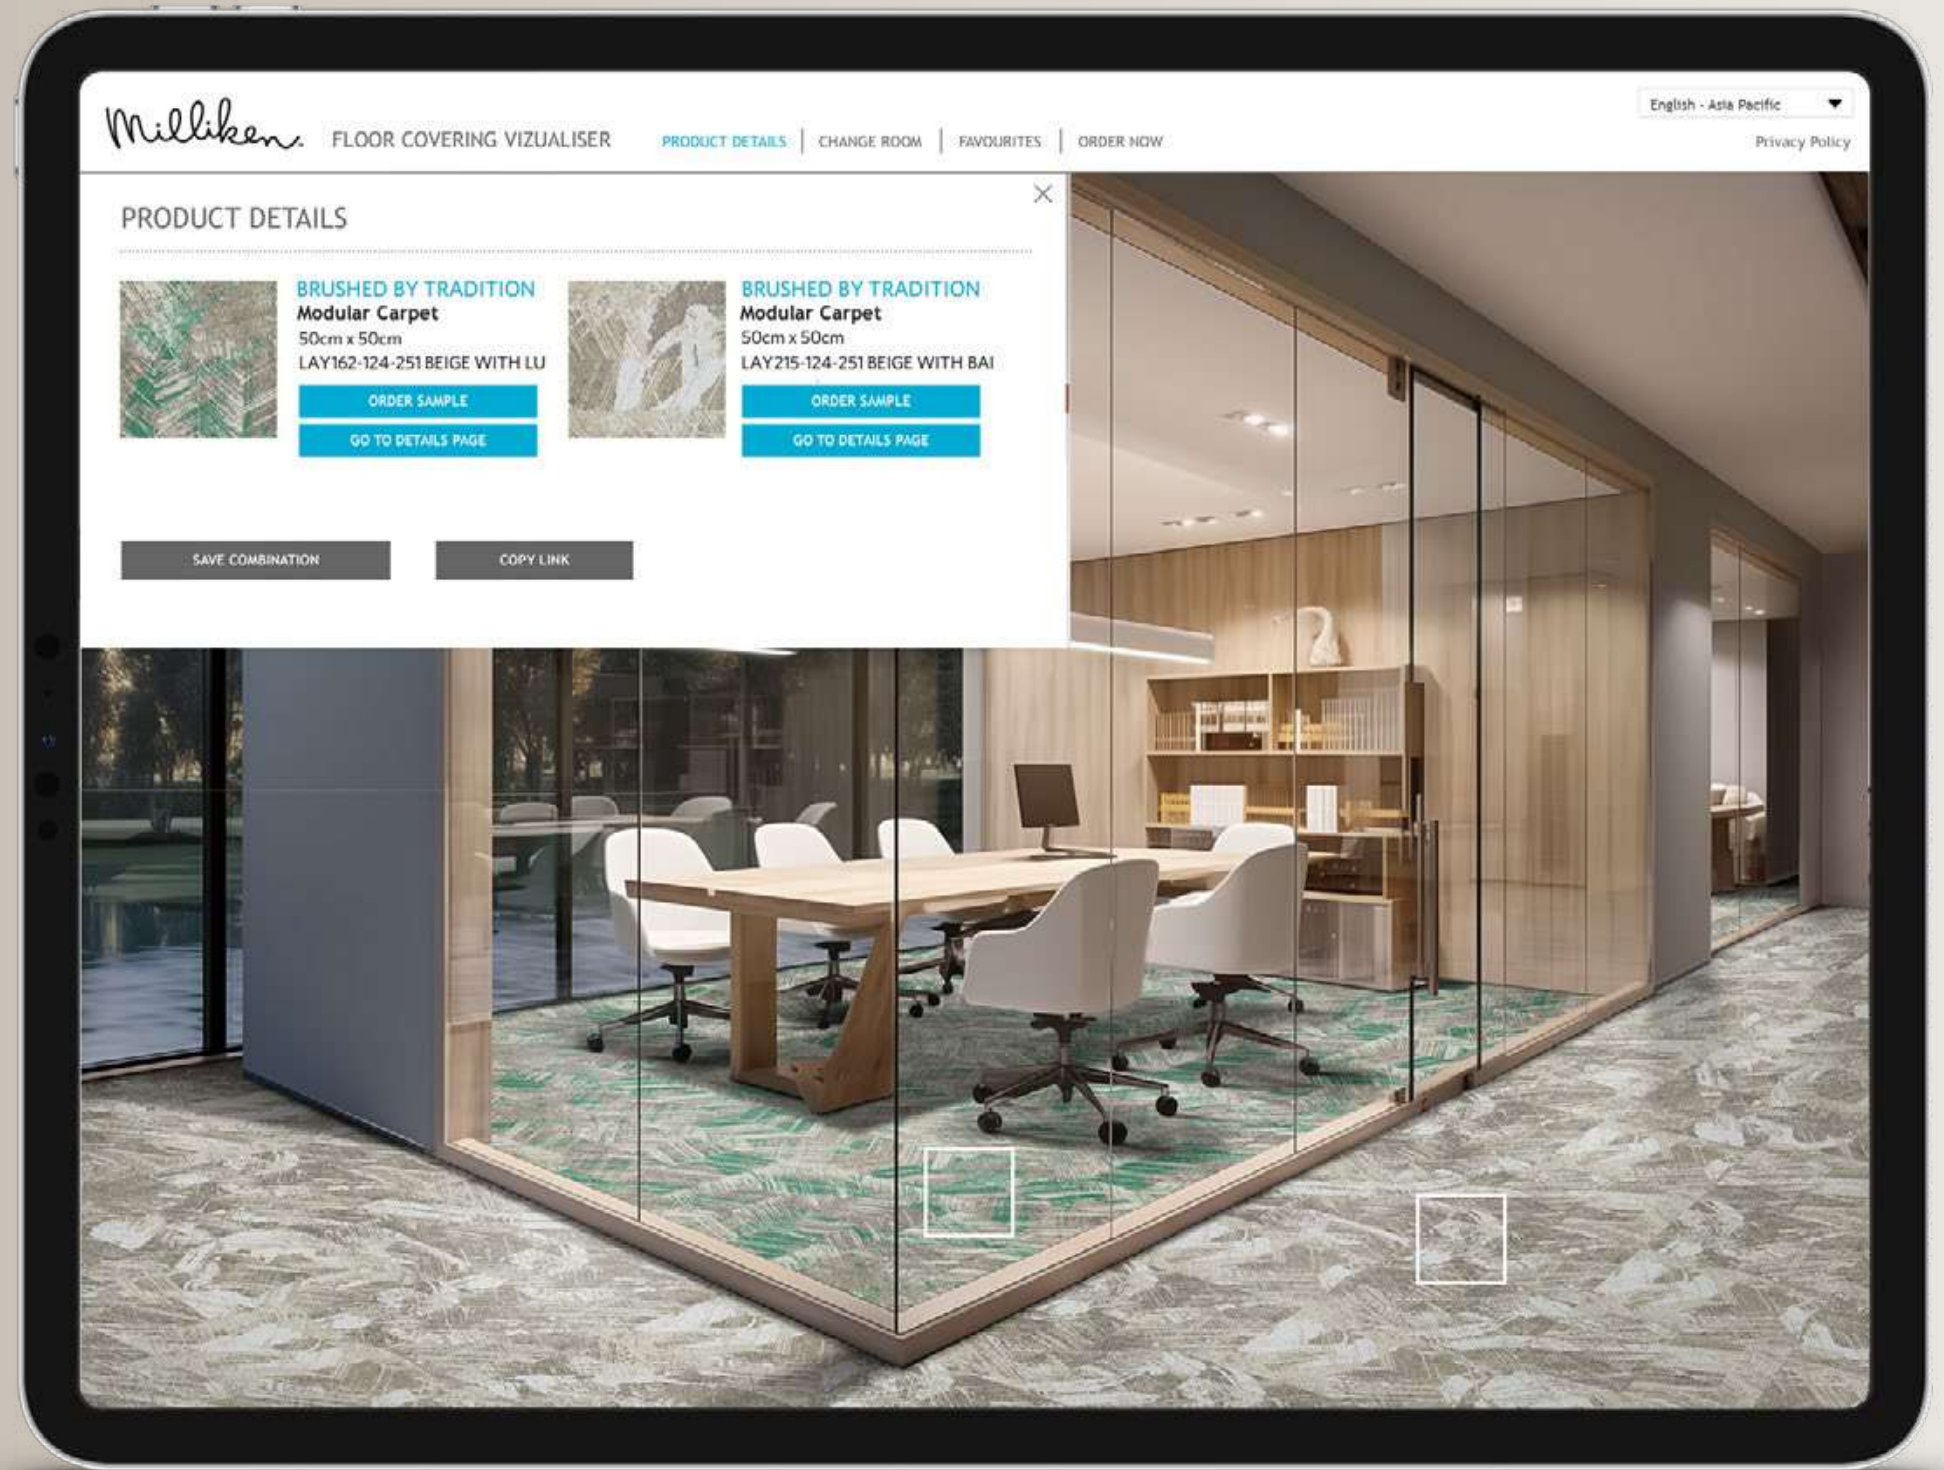 Milliken.
FLOOR COVERING VIZUALISER
PRODUCT DETAILS
CHANGE ROOM
FAVOURITES
ORDER NOW
English - Asia Pacific
Privacy Policy
PRODUCT DETAILS
BRUSHED BY TRADITION
Modular Carpet
50cm x 50cm
LAY162-124-251 BEIGE WITH LU
ORDER SAMPLE
GO TO DETAILS PAGE
BRUSHED BY TRADITION
Modular Carpet
50cm x 50cm
LAY215-124-251 BEIGE WITH BAI
ORDER SAMPLE
GO TO DETAILS PAGE
SAVE COMBINATION
COPY LINK